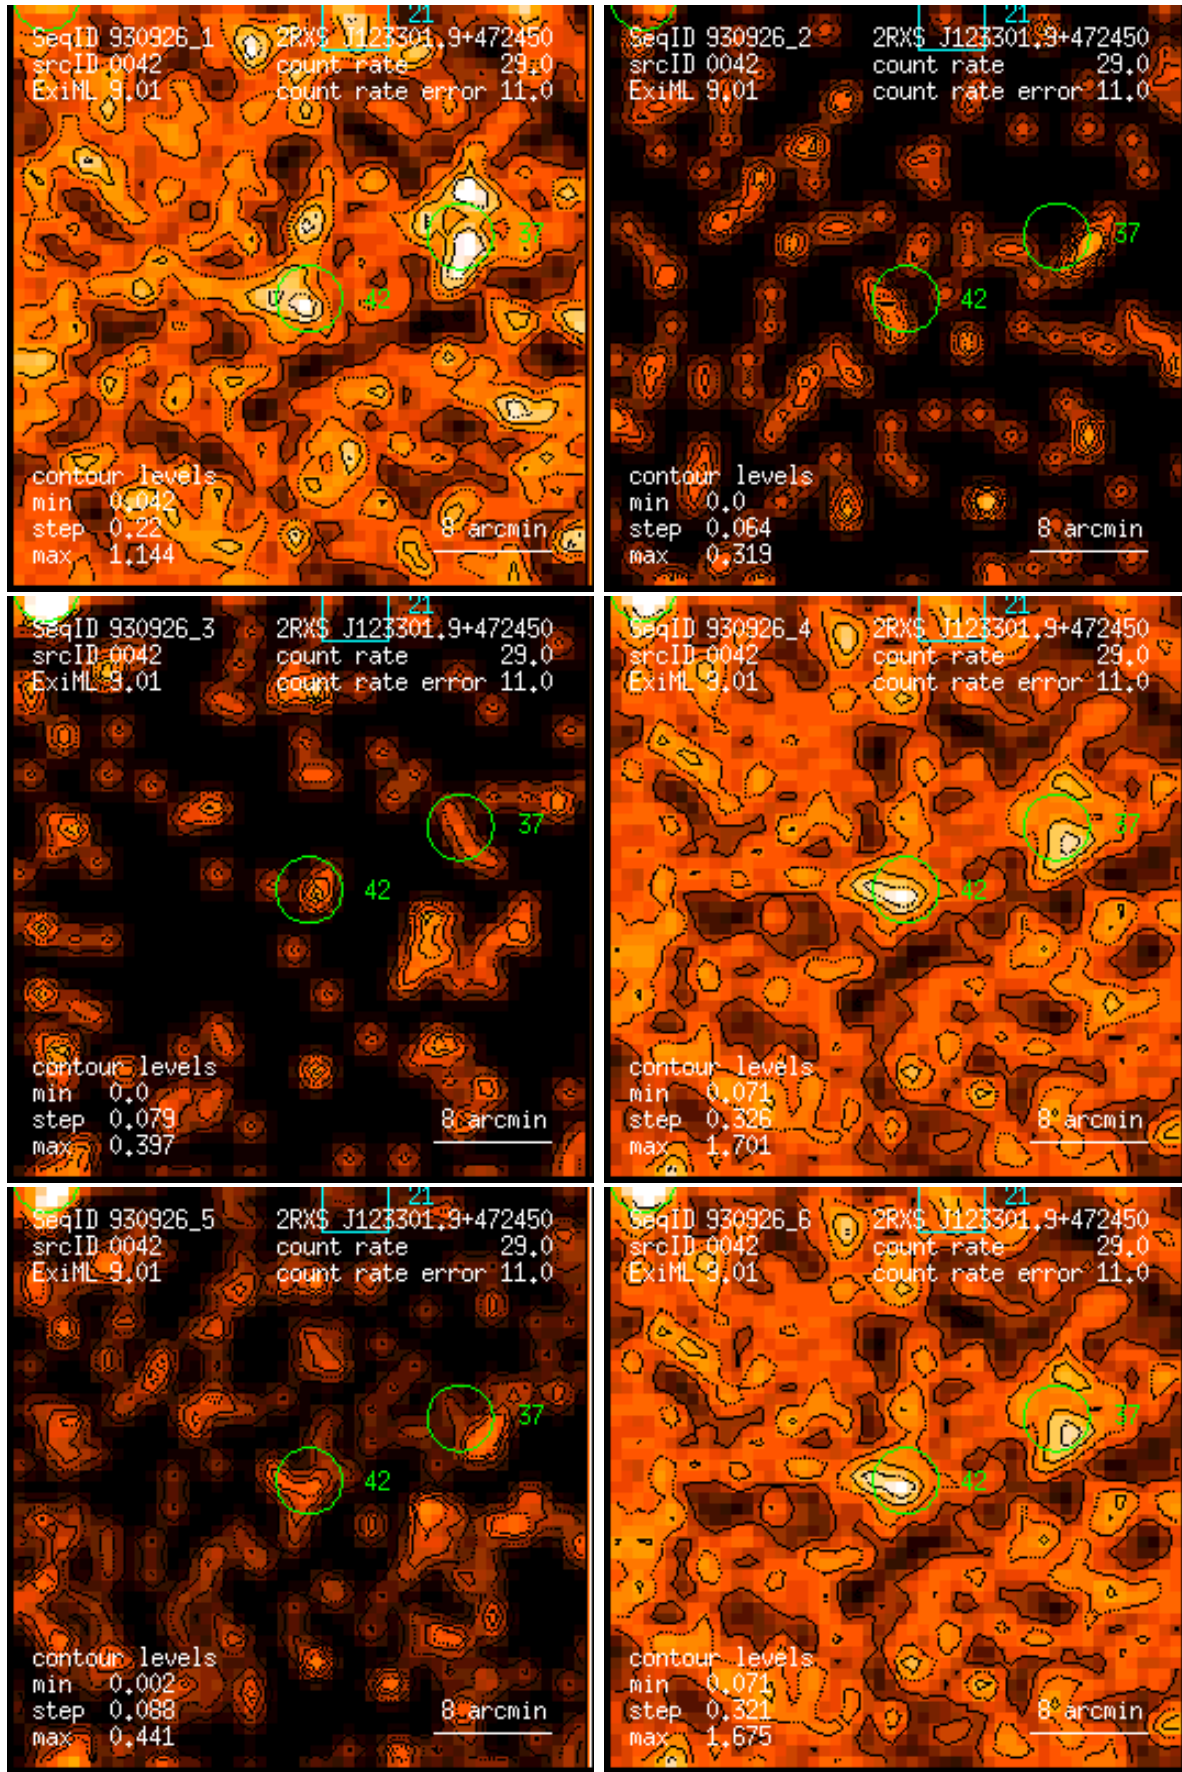 21
SeqID 930926_1 2RXS J123301.9+472450
srcID 0042 count rate 29.0
ExiML 9.01 count rate error 11.0
37
42
contour levels
min 0.042
step 0.22
max 1.144
8 arcmin
21
SeqID 930926_2 2RXS J123301.9+472450
srcID 0042 count rate 29.0
ExiML 9.01 count rate error 11.0
37
42
contour levels
min 0.0
step 0.064
max 0.319
8 arcmin
21
SeqID 930926_3 2RXS J123301.9+472450
srcID 0042 count rate 29.0
ExiML 9.01 count rate error 11.0
37
42
contour levels
min 0.0
step 0.079
max 0.397
8 arcmin
21
SeqID 930926_4 2RXS J123301.9+472450
srcID 0042 count rate 29.0
ExiML 9.01 count rate error 11.0
37
42
contour levels
min 0.071
step 0.326
max 1.701
8 arcmin
21
SeqID 930926_5 2RXS J123301.9+472450
srcID 0042 count rate 29.0
ExiML 9.01 count rate error 11.0
37
42
contour levels
min 0.002
step 0.088
max 0.441
8 arcmin
21
SeqID 930926_6 2RXS J123301.9+472450
srcID 0042 count rate 29.0
ExiML 9.01 count rate error 11.0
37
42
contour levels
min 0.071
step 0.321
max 1.675
8 arcmin